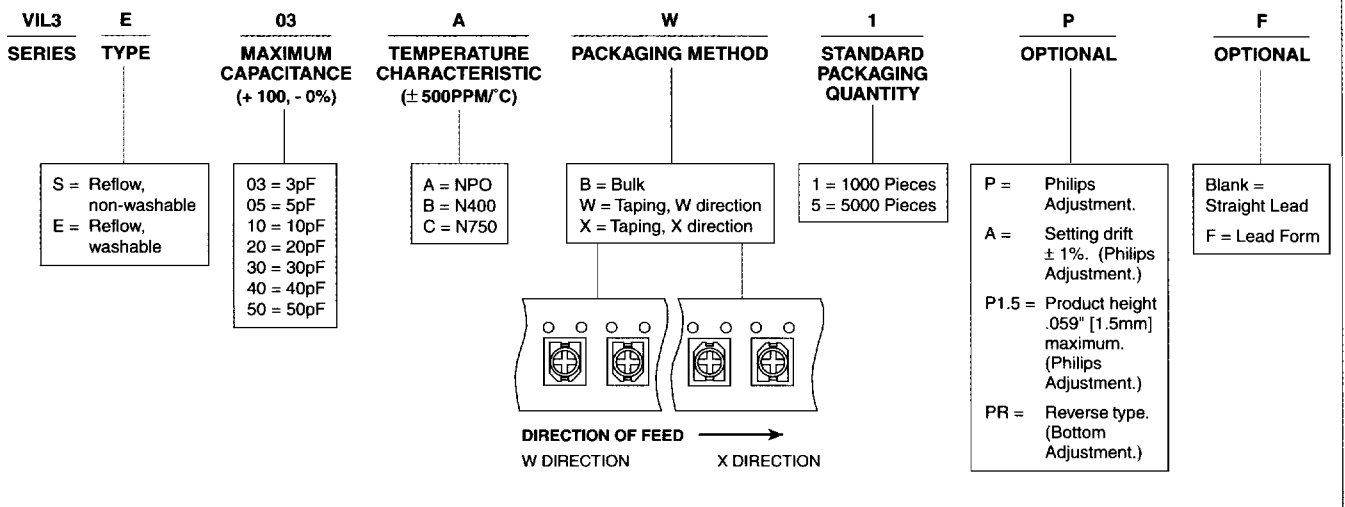 VIL3 E 03 A W 1 P F
SERIES TYPE MAXIMUM CAPACITANCE (+ 100, - 0%) TEMPERATURE CHARACTERISTIC (± 500PPM/°C) PACKAGING METHOD STANDARD PACKAGING QUANTITY OPTIONAL OPTIONAL
S = Reflow,
non-washable
E = Reflow,
washable
03 = 3pF
05 = 5pF
10 = 10pF
20 = 20pF
30 = 30pF
40 = 40pF
50 = 50pF
A = NPO
B = N400
C = N750
B = Bulk
W = Taping, W direction
X = Taping, X direction
1 = 1000 Pieces
5 = 5000 Pieces
P = Philips
Adjustment.
A = Setting drift
± 1%. (Philips
Adjustment.)
P1.5 = Product height
.059" [1.5mm]
maximum.
(Philips
Adjustment.)
PR = Reverse type.
(Bottom
Adjustment.)
Blank =
Straight Lead
F = Lead Form
DIRECTION OF FEED
W DIRECTION X DIRECTION